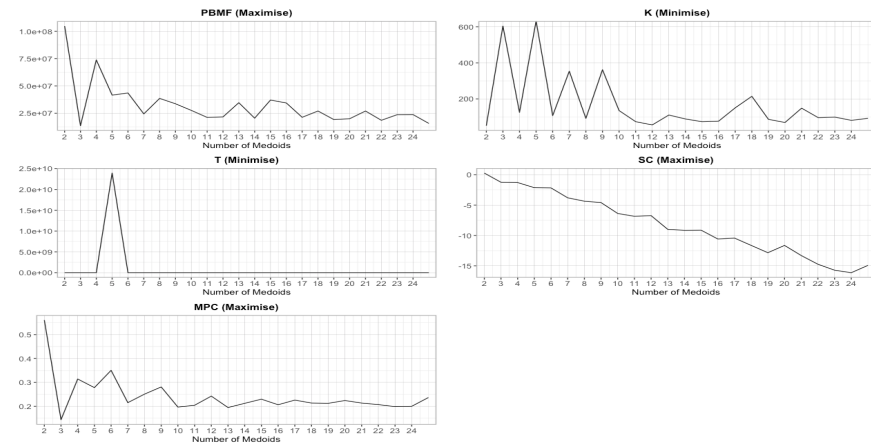 PBMF (Maximise)
1.0e+08
7.5e+07
5.0e+07
2.5e+07
2 3 4 5 6 7 8 9 10 11 12 13 14 15 16 17 18 19 20 21 22 23 24
Number of Medoids
K (Minimise)
600
400
200
2 3 4 5 6 7 8 9 10 11 12 13 14 15 16 17 18 19 20 21 22 23 24
Number of Medoids
T (Minimise)
2.5e+10
2.0e+10
1.5e+10
1.0e+10
5.0e+09
0.0e+00
2 3 4 5 6 7 8 9 10 11 12 13 14 15 16 17 18 19 20 21 22 23 24
Number of Medoids
SC (Maximise)
0
-5
-10
-15
2 3 4 5 6 7 8 9 10 11 12 13 14 15 16 17 18 19 20 21 22 23 24
Number of Medoids
MPC (Maximise)
0.5
0.4
0.3
0.2
2 3 4 5 6 7 8 9 10 11 12 13 14 15 16 17 18 19 20 21 22 23 24
Number of Medoids